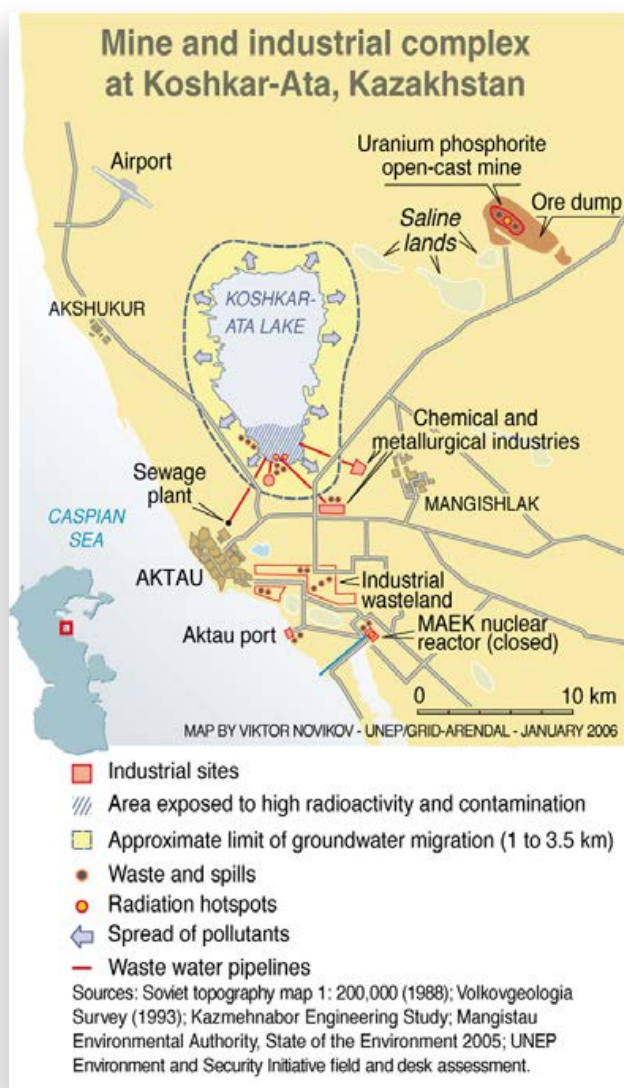 Mine and industrial complex
at Koshkar-Ata, Kazakhstan
Airport
Uranium phosphorite
open-cast mine
Ore dump
Saline
lands
KOSHKAR-
ATA LAKE
AKSHUKUR
Chemical and
metallurgical industries
Sewage
plant
MANGISHLAK
CASPIAN
SEA
AKTAU
Industrial
wasteland
Aktau port
MAEK nuclear
reactor (closed)
0 10 km
MAP BY VIKTOR NOVIKOV - UNEP/GRID-ARENDAL - JANUARY 2006
Industrial sites
Area exposed to high radioactivity and contamination
Approximate limit of groundwater migration (1 to 3.5 km)
Waste and spills
Radiation hotspots
Spread of pollutants
Waste water pipelines
Sources: Soviet topography map 1: 200,000 (1988); Volkovgeologia
Survey (1993); Kazmehnabor Engineering Study; Mangistau
Environmental Authority, State of the Environment 2005; UNEP
Environment and Security Initiative field and desk assessment.